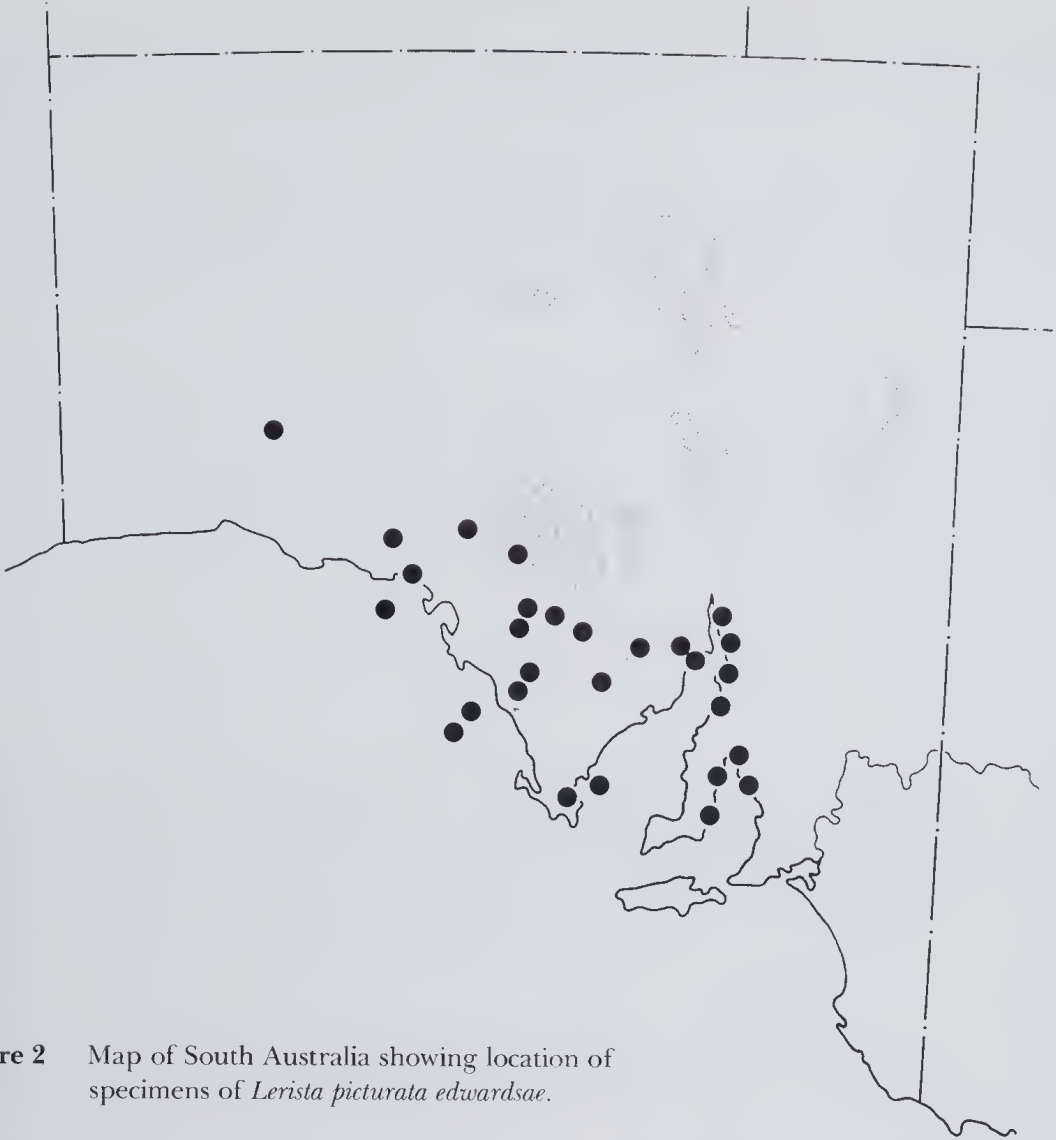 re 2 Map of South Australia showing location of
specimens of Lerista picturata edwardsae.